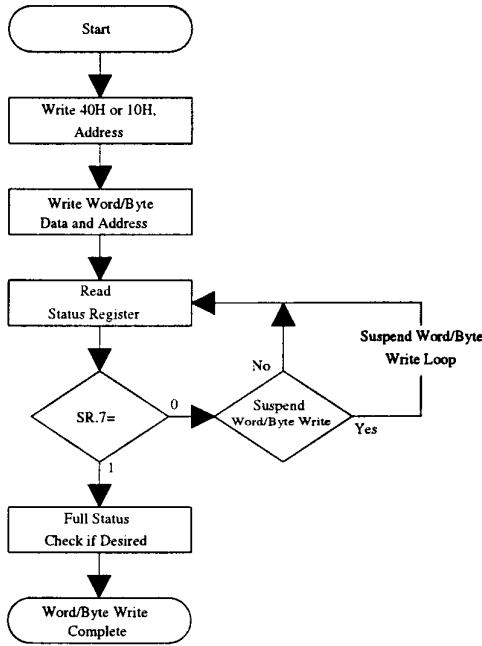 Start
Write 40H or 10H,
Address
Write Word/Byte
Data and Address
Read
Status Register
Suspend Word/Byte
Write Loop
No
SR.7=
0
Suspend
Word/Byte Write
Yes
1
Full Status
Check if Desired
Word/Byte Write
Complete